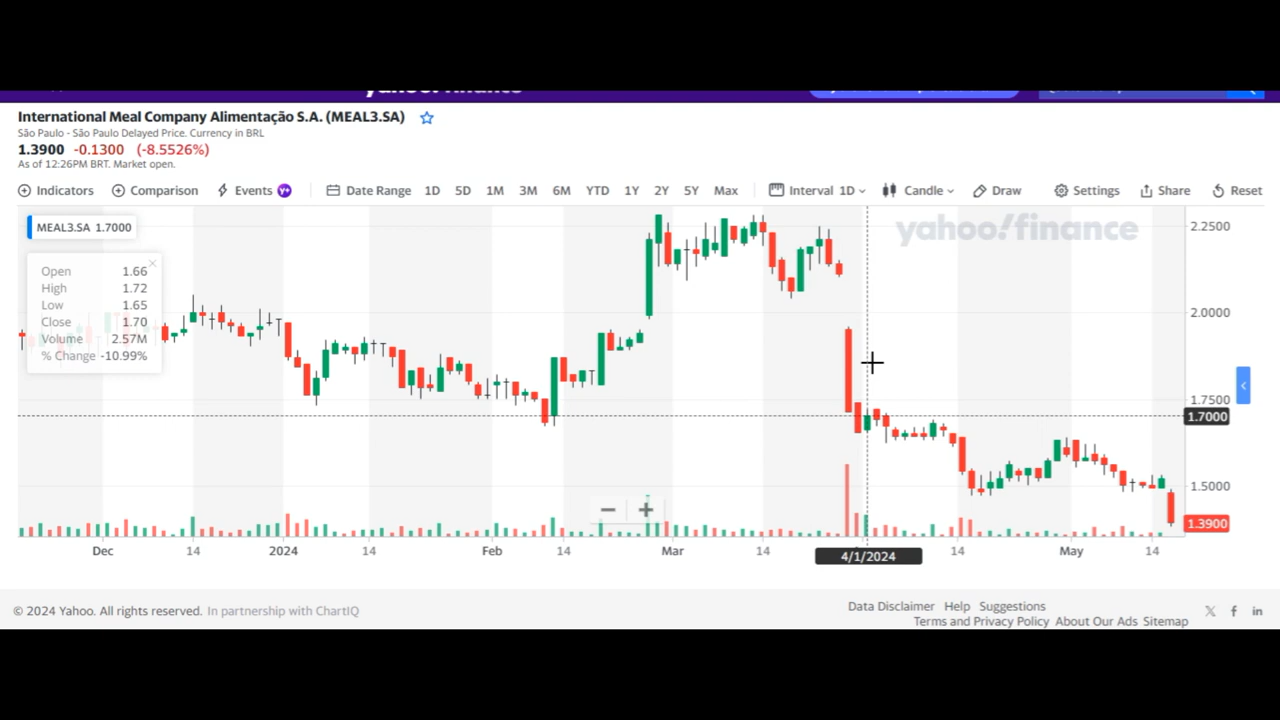 International Meal Company Alimentação S.A. (MEAL3.SA)
São Paulo - São Paulo Delayed Price. Currency in BRL
1.3900 -0.1300 (-8.5526%)
As of 12:26PM BRT. Market open.
Indicators Comparison Events Y+ Date Range 1D 5D 1M 3M 6M YTD 1Y 2Y 5Y Max Interval 1D Candle Draw Settings Share Reset
MEAL3.SA 1.7000
yahoo!finance
2.2500
Open 1.66
High 1.72
Low 1.65
Close 1.70
Volume 2.57M
% Change -10.99%
2.0000
1.7500
1.7000
1.5000
1.3900
Dec 14 2024 14 Feb 14 Mar 14 4/1/2024 14 May 14
© 2024 Yahoo. All rights reserved. In partnership with ChartIQ
Data Disclaimer Help Suggestions
Terms and Privacy Policy About Our Ads Sitemap